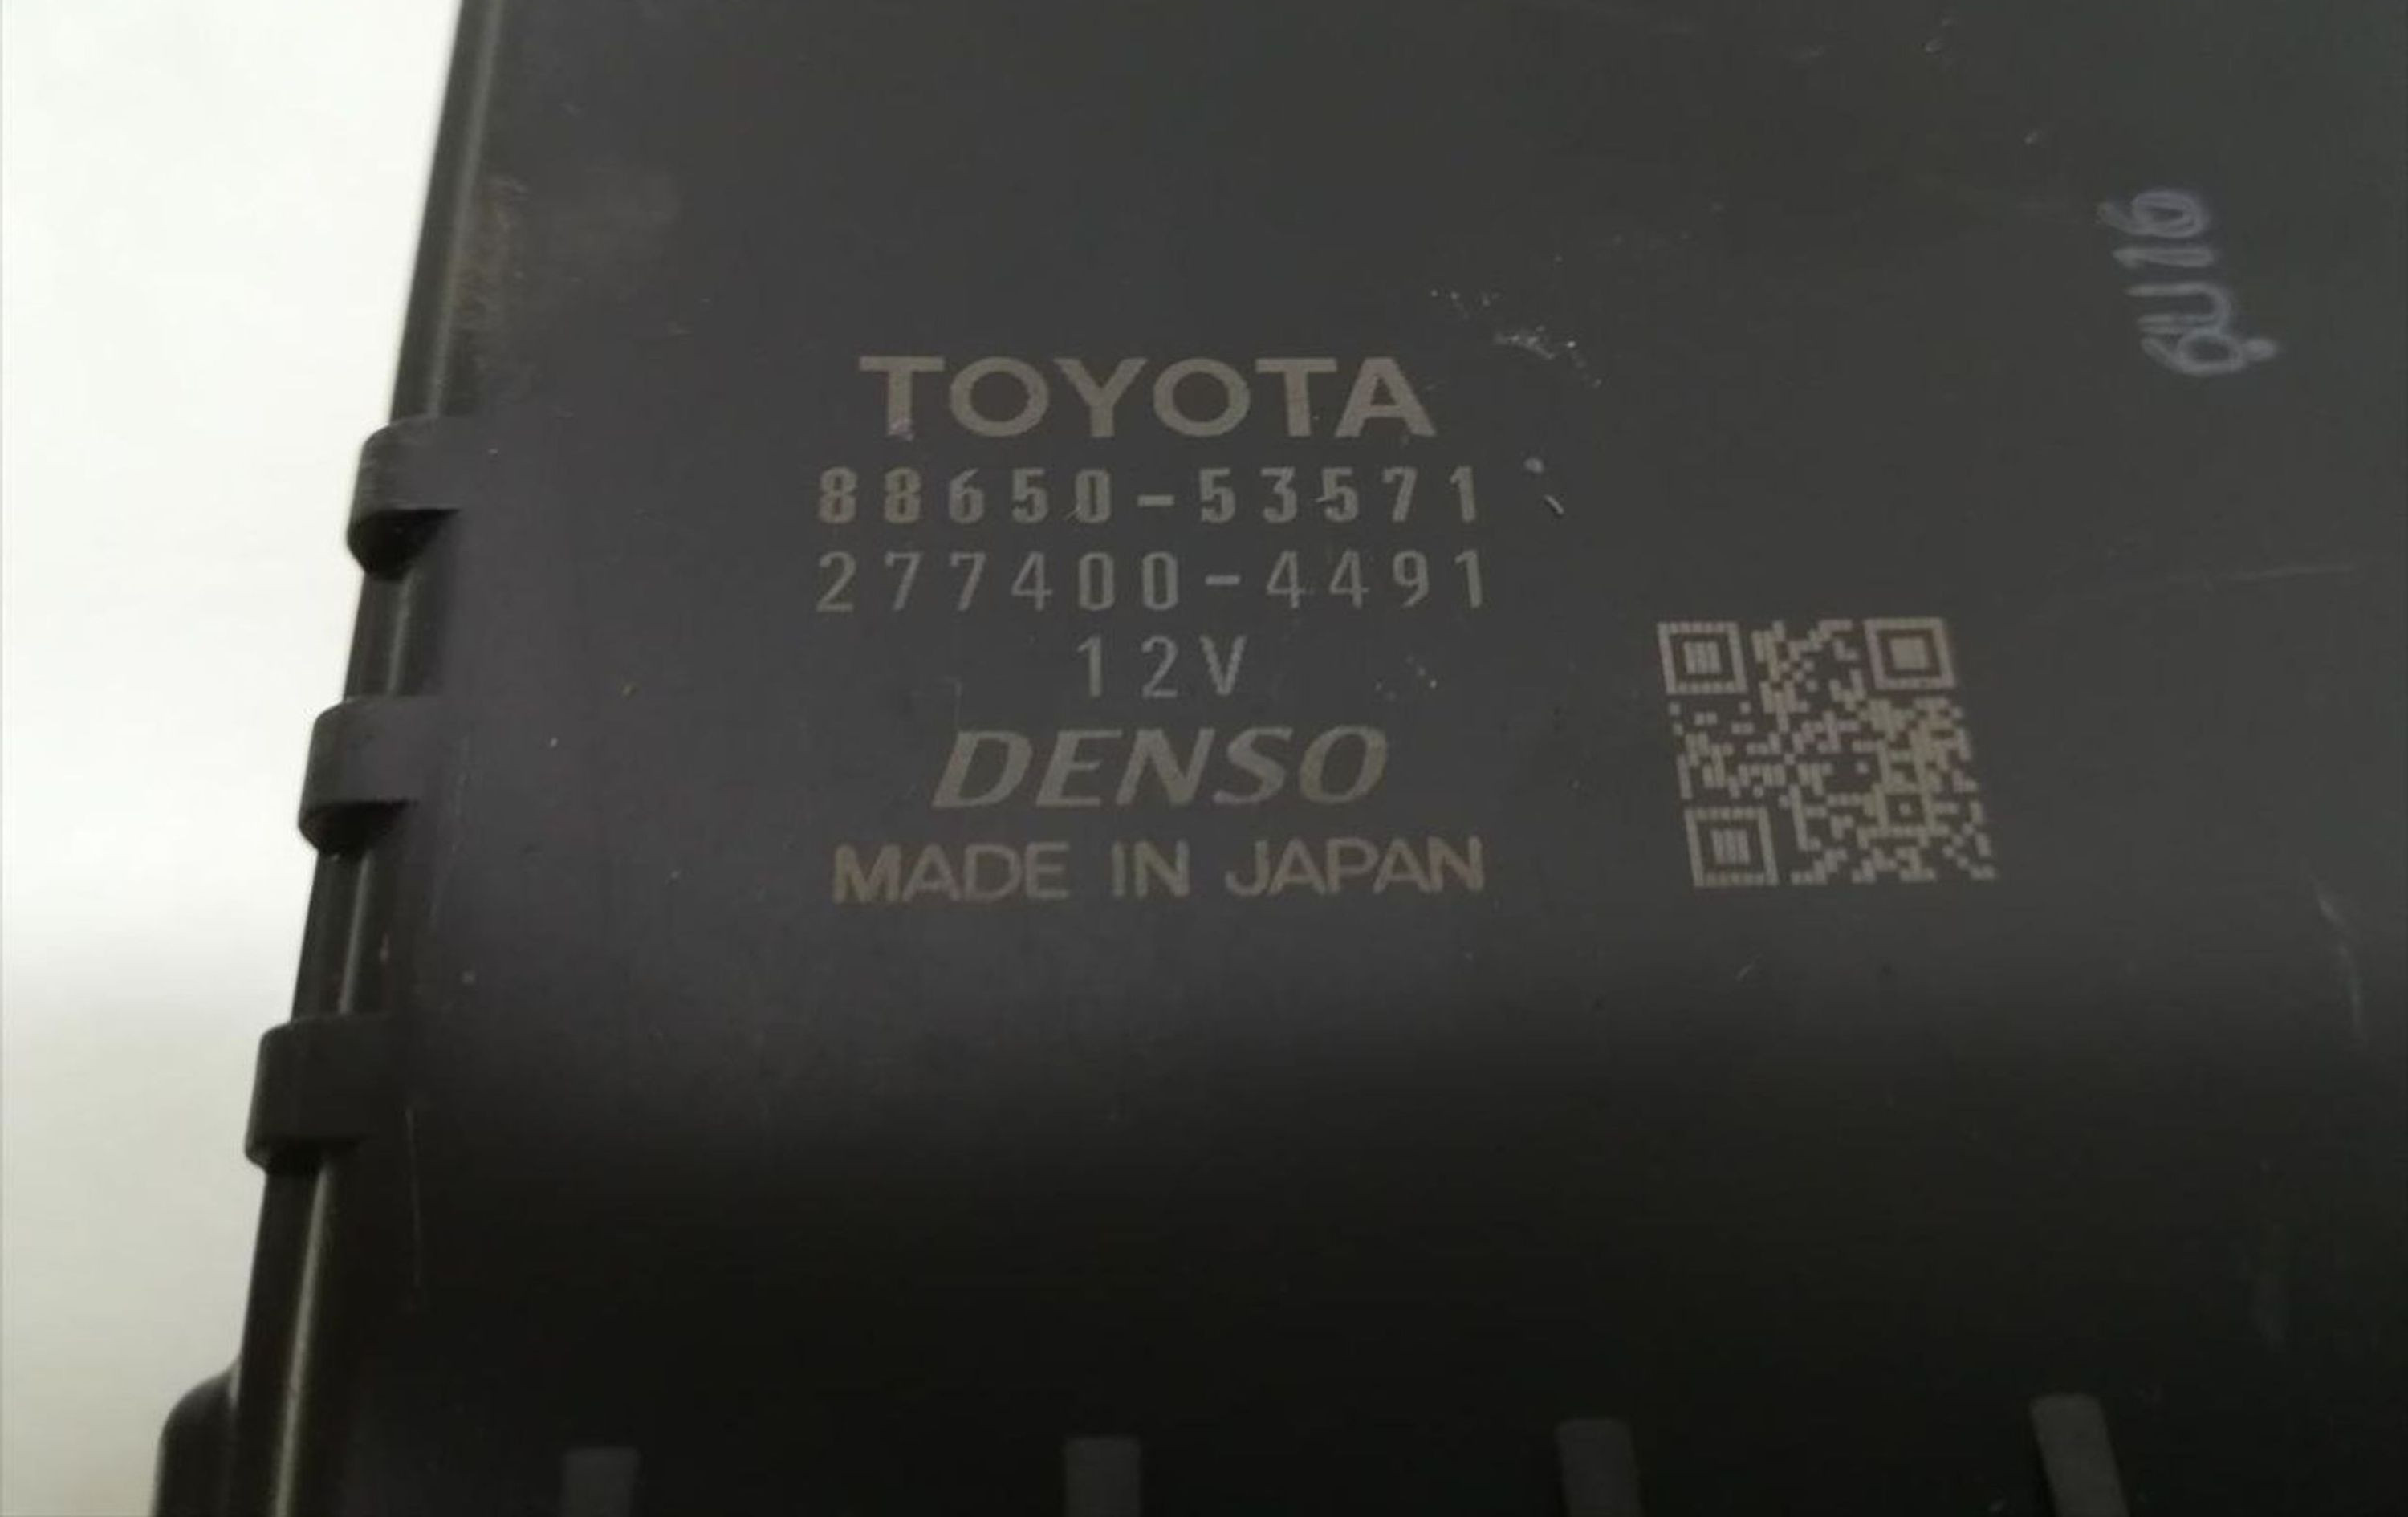 TOYOTA
88650-53571
277400-4491
12V
DENSO
MADE IN JAPAN